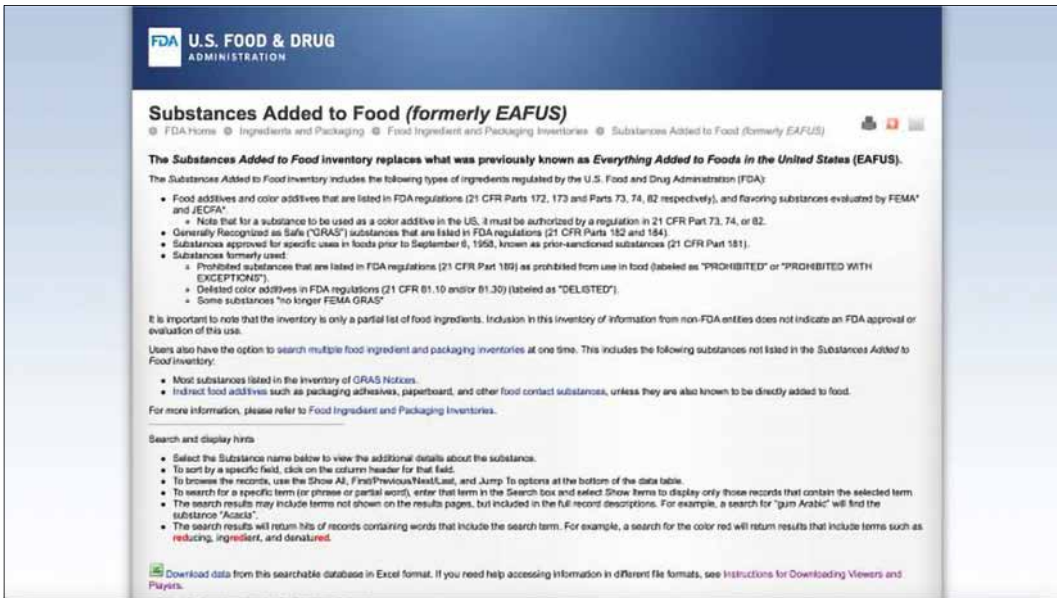 FDA U.S. FOOD & DRUG
ADMINISTRATION
Substances Added to Food (formerly EAFUS)
FDA Home Ingredients and Packaging Food Ingredient and Packaging Inventories Substances Added to Food (formerly EAFUS)
The Substances Added to Food inventory replaces what was previously known as Everything Added to Foods in the United States (EAFUS).
The Substances Added to Food inventory includes the following types of ingredients regulated by the U.S. Food and Drug Administration (FDA):
• Food additives and color additives that are listed in FDA regulations (21 CFR Parts 172, 173 and Parts 73, 74, 82 respectively), and flavoring substances evaluated by FEMA*
and JECFA*.
• Note that for a substance to be used as a color additive in the US, it must be authorized by a regulation in 21 CFR Part 73, 74, or 82.
• Generally Recognized as Safe ("GRAS") substances that are listed in FDA regulations (21 CFR Parts 182 and 184).
• Substances approved for specific uses in foods prior to September 6, 1958, known as prior-sanctioned substances (21 CFR Part 181).
• Substances formerly used:
• Prohibited substances that are listed in FDA regulations (21 CFR Part 189) as prohibited from use in food (labeled as "PROHIBITED" or "PROHIBITED WITH
EXCEPTIONS").
• Delisted color additives in FDA regulations (21 CFR 81.10 and/or 81.30) (labeled as "DELISTED").
• Some substances "no longer FEMA GRAS"
It is important to note that the inventory is only a partial list of food ingredients. Inclusion in this inventory of information from non-FDA entities does not indicate an FDA approval or
evaluation of this use.
Users also have the option to search multiple food ingredient and packaging inventories at one time. This includes the following substances not listed in the Substances Added to
Food inventory:
• Most substances listed in the inventory of GRAS Notices.
• Indirect food additives such as packaging adhesives, paperboard, and other food contact substances, unless they are also known to be directly added to food.
For more information, please refer to Food Ingredient and Packaging Inventories.
Search and display hints
• Select the Substance name below to view the additional details about the substance.
• To sort by a specific field, click on the column header for that field.
• To browse the records, use the Show All, First/Previous/Next/Last, and Jump To options at the bottom of the data table.
• To search for a specific term (or phrase or partial word), enter that term in the Search box and select Show Items to display only those records that contain the selected term
• The search results may include terms not shown on the results pages, but included in the full record descriptions. For example, a search for "gum Arabic" will find the
substance "Acacia".
• The search results will return hits of records containing words that include the search term. For example, a search for the color red will return results that include terms such as
reducing, ingredient, and denatured.
Download data from this searchable database in Excel format. If you need help accessing information in different file formats, see Instructions for Downloading Viewers and
Players.